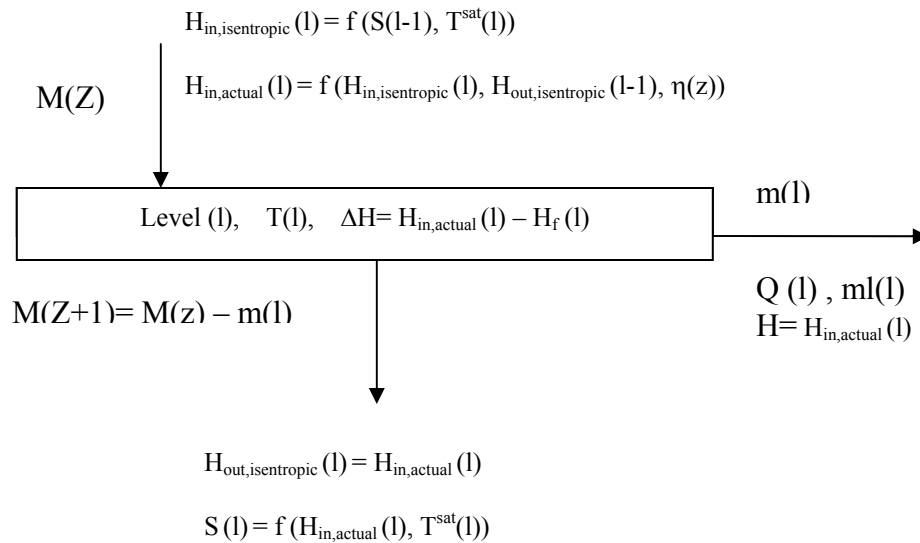 H_in,isentropic (l) = f (S(l-1), T^sat(l))
H_in,actual (l) = f (H_in,isentropic (l), H_out,isentropic (l-1), η(z))
M(Z)
m(l)
Level (l), T(l), ΔH= H_in,actual (l) – H_f (l)
Q (l) , ml(l)
H= H_in,actual (l)
M(Z+1)= M(z) – m(l)
H_out,isentropic (l) = H_in,actual (l)
S (l) = f (H_in,actual (l), T^sat(l))